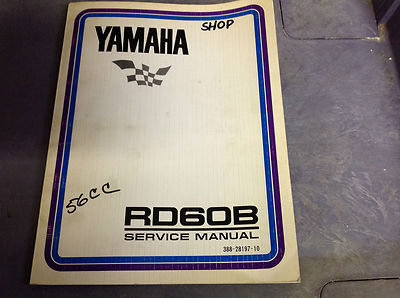 SHOP
YAMAHA
56CC
RD60B
SERVICE MANUAL
388-28197-10